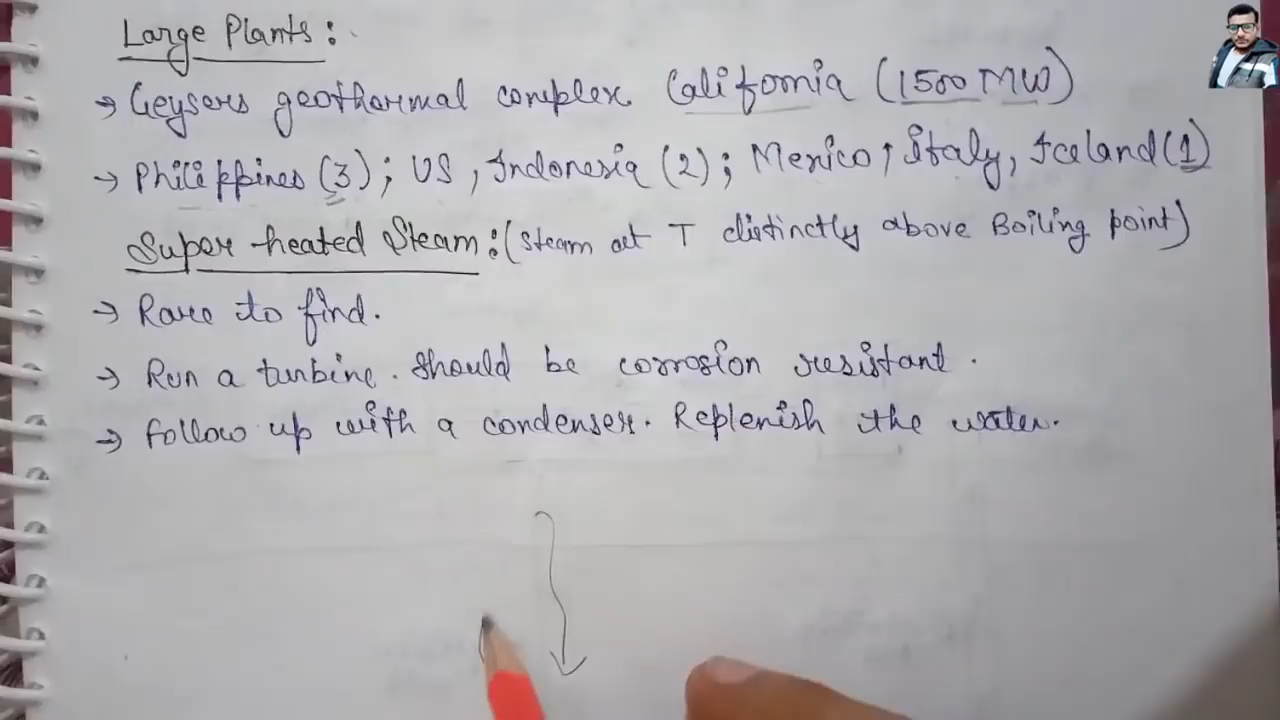 Large Plants:
→ Geysers geothermal complex California (1500 MW)
→ Philippines (3); US, Indonesia (2); Mexico, Italy, Iceland (1)
Super heated Steam: (Steam at T distinctly above Boiling point)
→ Rare to find.
→ Run a turbine. Should be corrosion resistant.
→ Follow up with a condenser. Replenish the water.